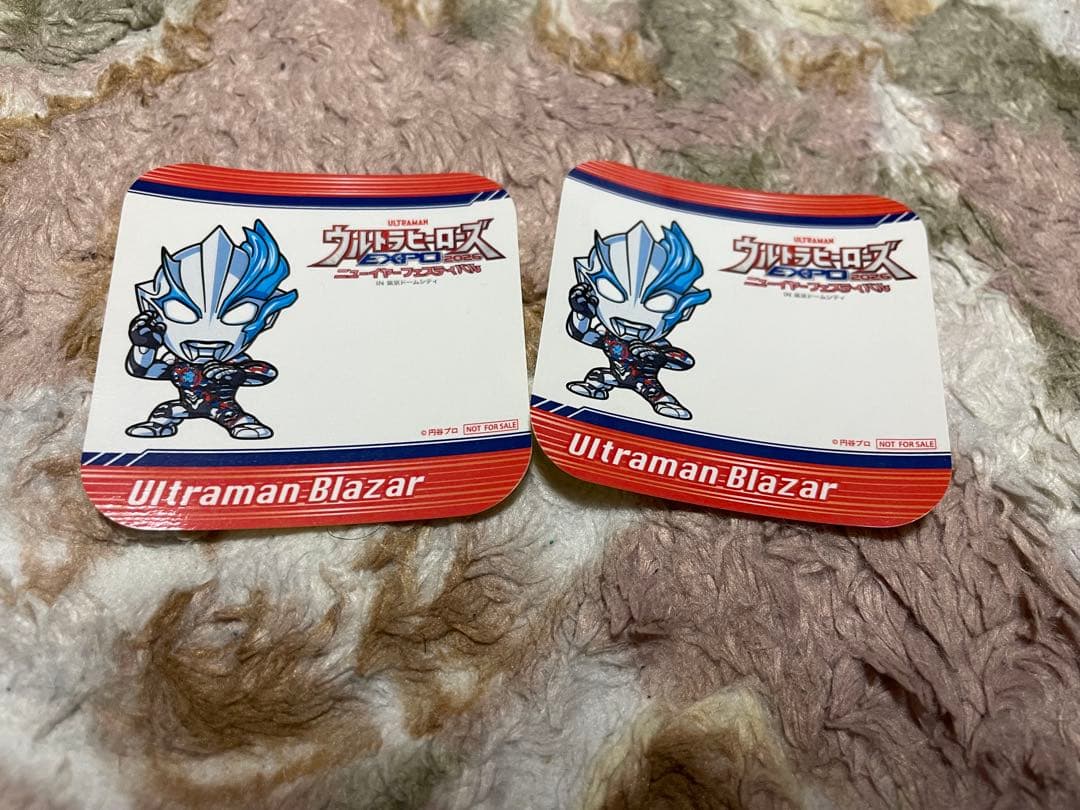 ULTRAMAN
ウルトラヒーローズ
EXPO 2026
ニューイヤーフェスティバル
IN 東京ドームシティ
© 円谷プロ
NOT FOR SALE
Ultraman Blazar
ULTRAMAN
ウルトラヒーローズ
EXPO 2026
ニューイヤーフェスティバル
IN 東京ドームシティ
© 円谷プロ
NOT FOR SALE
Ultraman Blazar